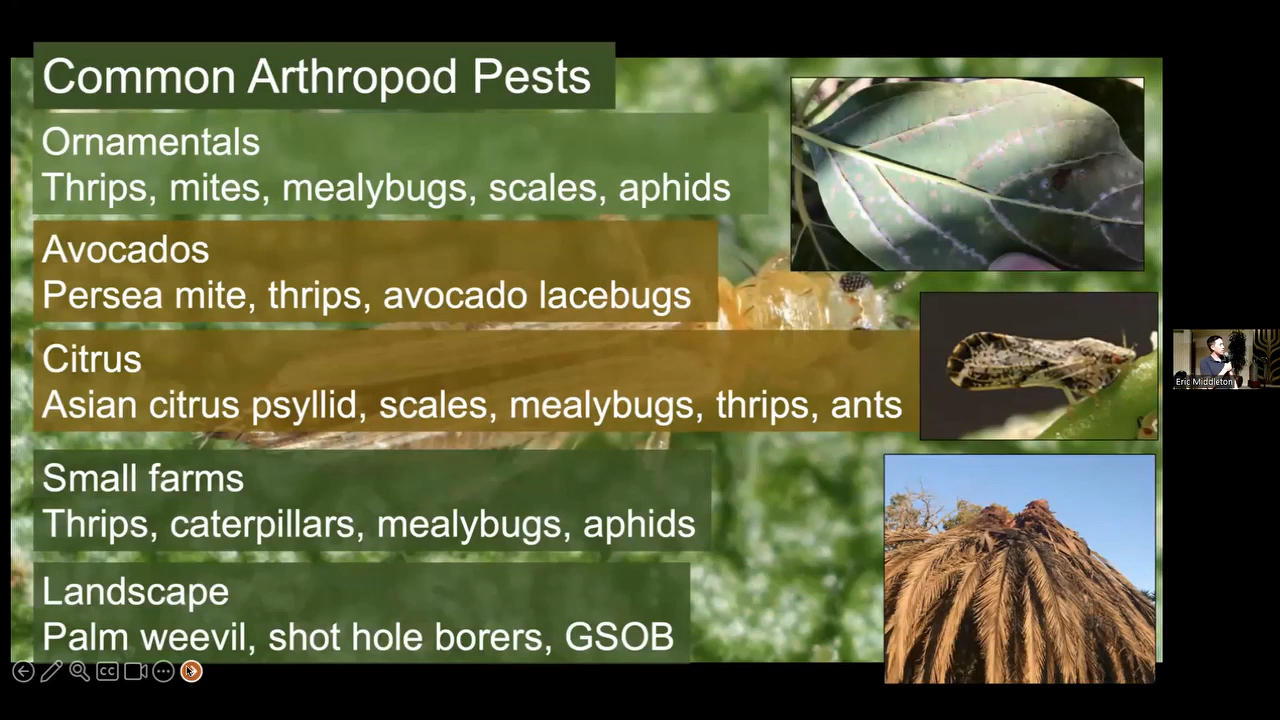 Common Arthropod Pests
Ornamentals
Thrips, mites, mealybugs, scales, aphids
Avocados
Persea mite, thrips, avocado lacebugs
Citrus
Asian citrus psyllid, scales, mealybugs, thrips, ants
Small farms
Thrips, caterpillars, mealybugs, aphids
Landscape
Palm weevil, shot hole borers, GSOB
Eric Middleton
CC